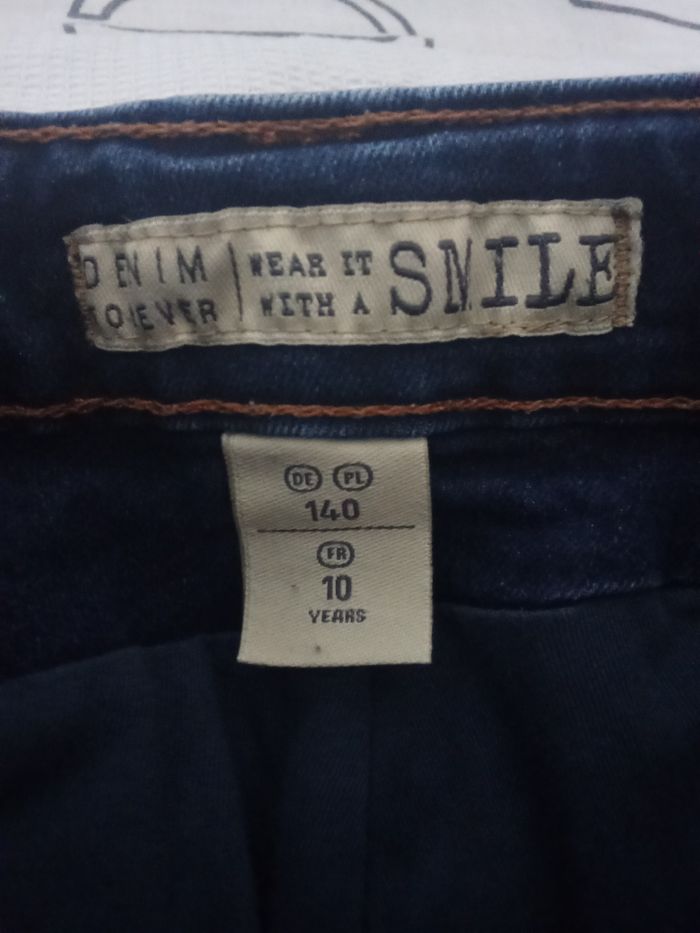 DENIM
FOREVER
WEAR IT
WITH A
SMILE
DE PL
140
FR
10
YEARS